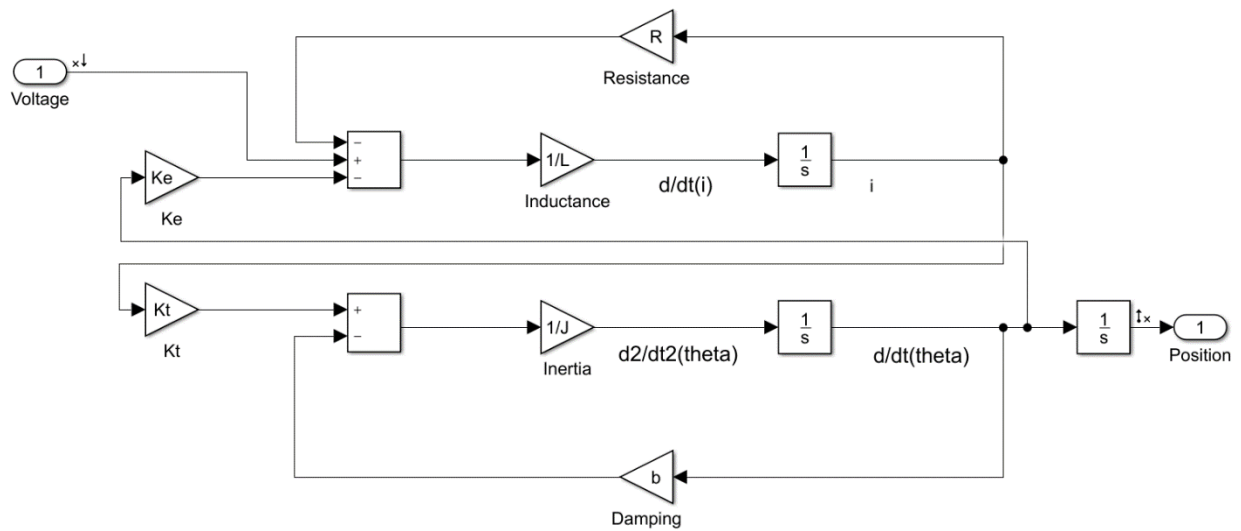 R
Resistance
1
Voltage
−
+
−
1/L
Inductance
d/dt(i)
1
s
i
Ke
Ke
Kt
Kt
+
−
1/J
Inertia
d2/dt2(theta)
1
s
d/dt(theta)
1
s
1
Position
b
Damping